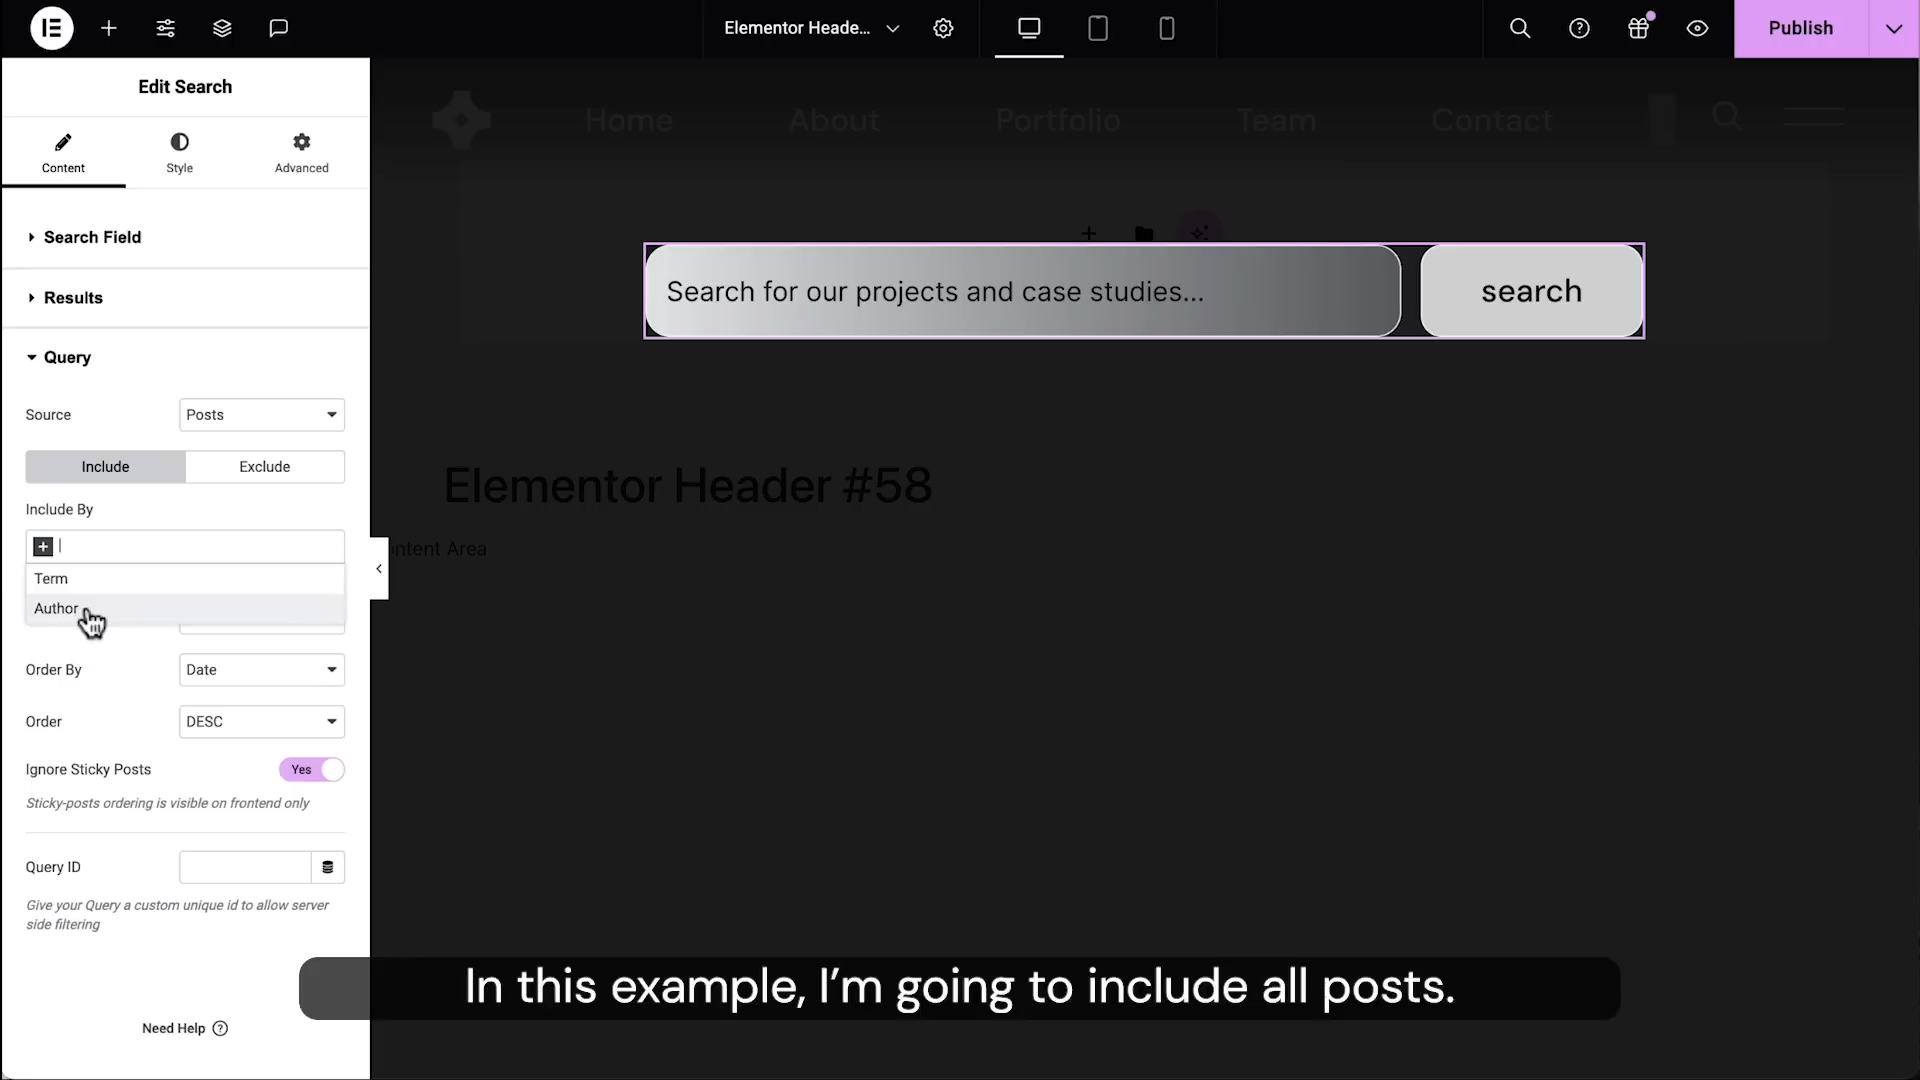 Elementor Heade...
Publish
Edit Search
Content
Style
Advanced
Home
About
Portfolio
Team
Contact
Search Field
Results
Search for our projects and case studies...
search
Query
Source
Posts
Include
Exclude
Elementor Header #58
Include By
ntent Area
Term
Author
Order By
Date
Order
DESC
Ignore Sticky Posts
Yes
Sticky-posts ordering is visible on frontend only
Query ID
Give your Query a custom unique id to allow server
side filtering
In this example, I'm going to include all posts.
Need Help